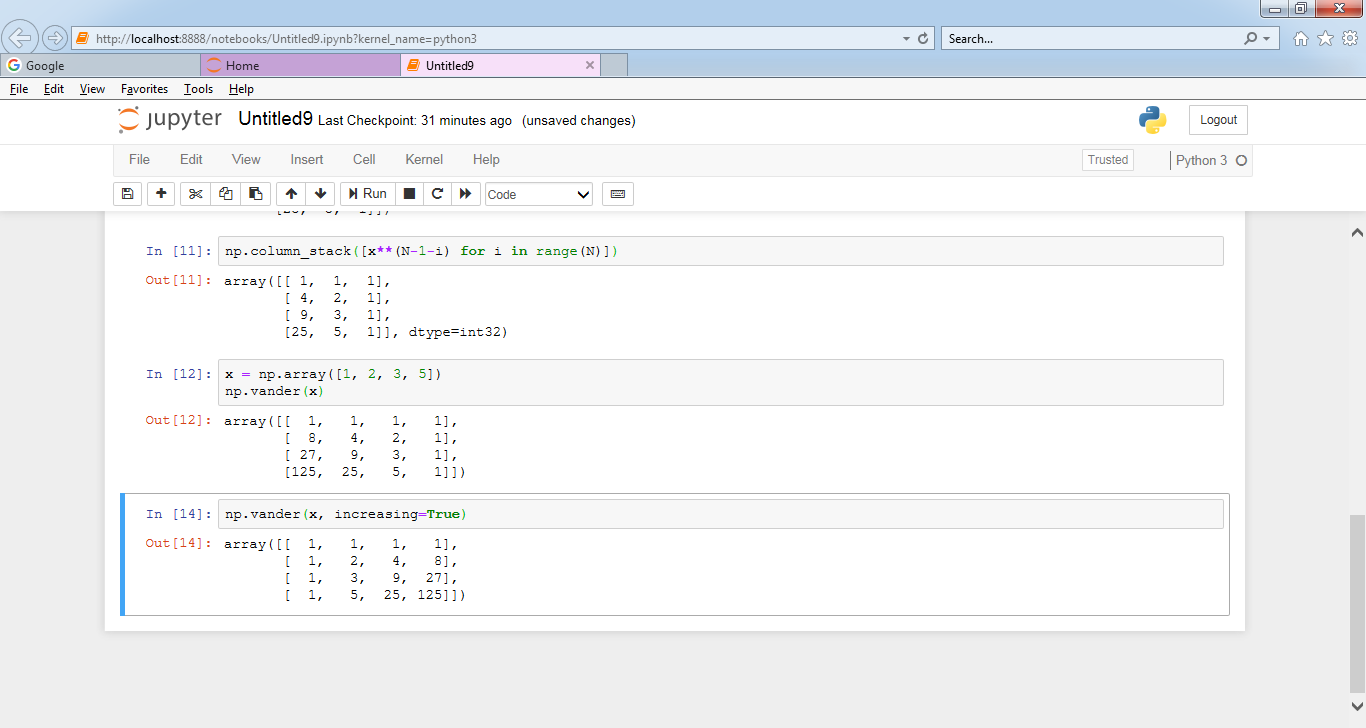 http://localhost:8888/notebooks/Untitled9.ipynb?kernel_name=python3
Search...
Google
Home
Untitled9
File Edit View Favorites Tools Help
jupyter Untitled9 Last Checkpoint: 31 minutes ago (unsaved changes)
Logout
File Edit View Insert Cell Kernel Help
Trusted
Python 3
Run
Code
In [11]: np.column_stack([x**(N-1-i) for i in range(N)])
Out[11]: array([[ 1,  1,  1],
[ 4,  2,  1],
[ 9,  3,  1],
[25,  5,  1]], dtype=int32)
In [12]: x = np.array([1, 2, 3, 5])
np.vander(x)
Out[12]: array([[  1,   1,   1,   1],
[  8,   4,   2,   1],
[ 27,   9,   3,   1],
[125,  25,   5,   1]])
In [14]: np.vander(x, increasing=True)
Out[14]: array([[  1,   1,   1,   1],
[  1,   2,   4,   8],
[  1,   3,   9,  27],
[  1,   5,  25, 125]])